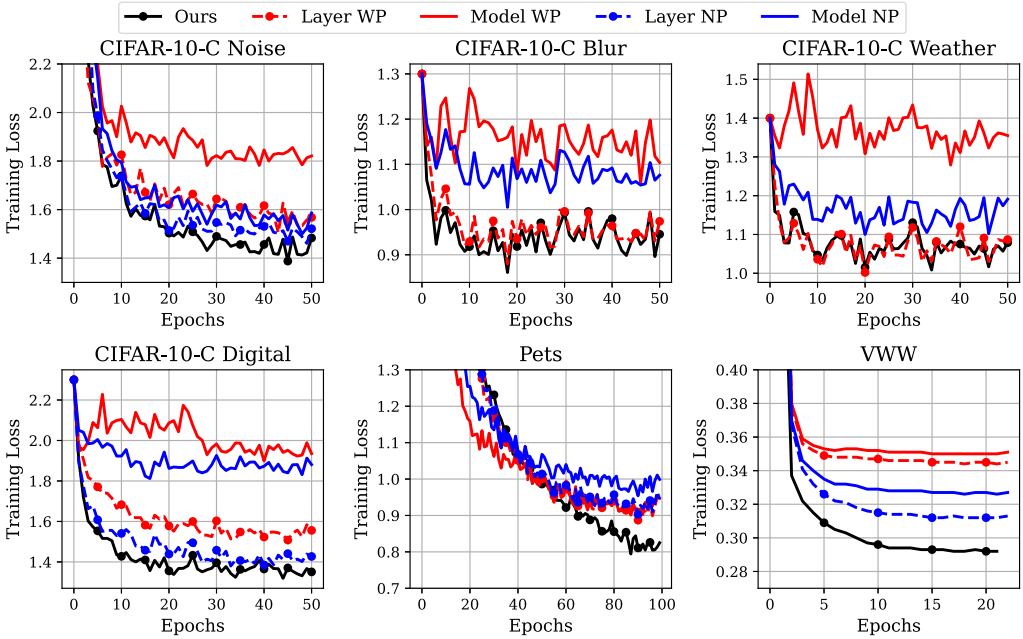 Ours Layer WP Model WP Layer NP Model NP
CIFAR-10-C Noise
2.2
2.0
1.8
1.6
1.4
Training Loss
0 10 20 30 40 50
Epochs
CIFAR-10-C Blur
1.3
1.2
1.1
1.0
0.9
Training Loss
0 10 20 30 40 50
Epochs
CIFAR-10-C Weather
1.5
1.4
1.3
1.2
1.1
1.0
Training Loss
0 10 20 30 40 50
Epochs
CIFAR-10-C Digital
2.2
2.0
1.8
1.6
1.4
Training Loss
0 10 20 30 40 50
Epochs
Pets
1.3
1.2
1.1
1.0
0.9
0.8
0.7
Training Loss
0 20 40 60 80 100
Epochs
VWW
0.40
0.38
0.36
0.34
0.32
0.30
0.28
Training Loss
0 5 10 15 20
Epochs